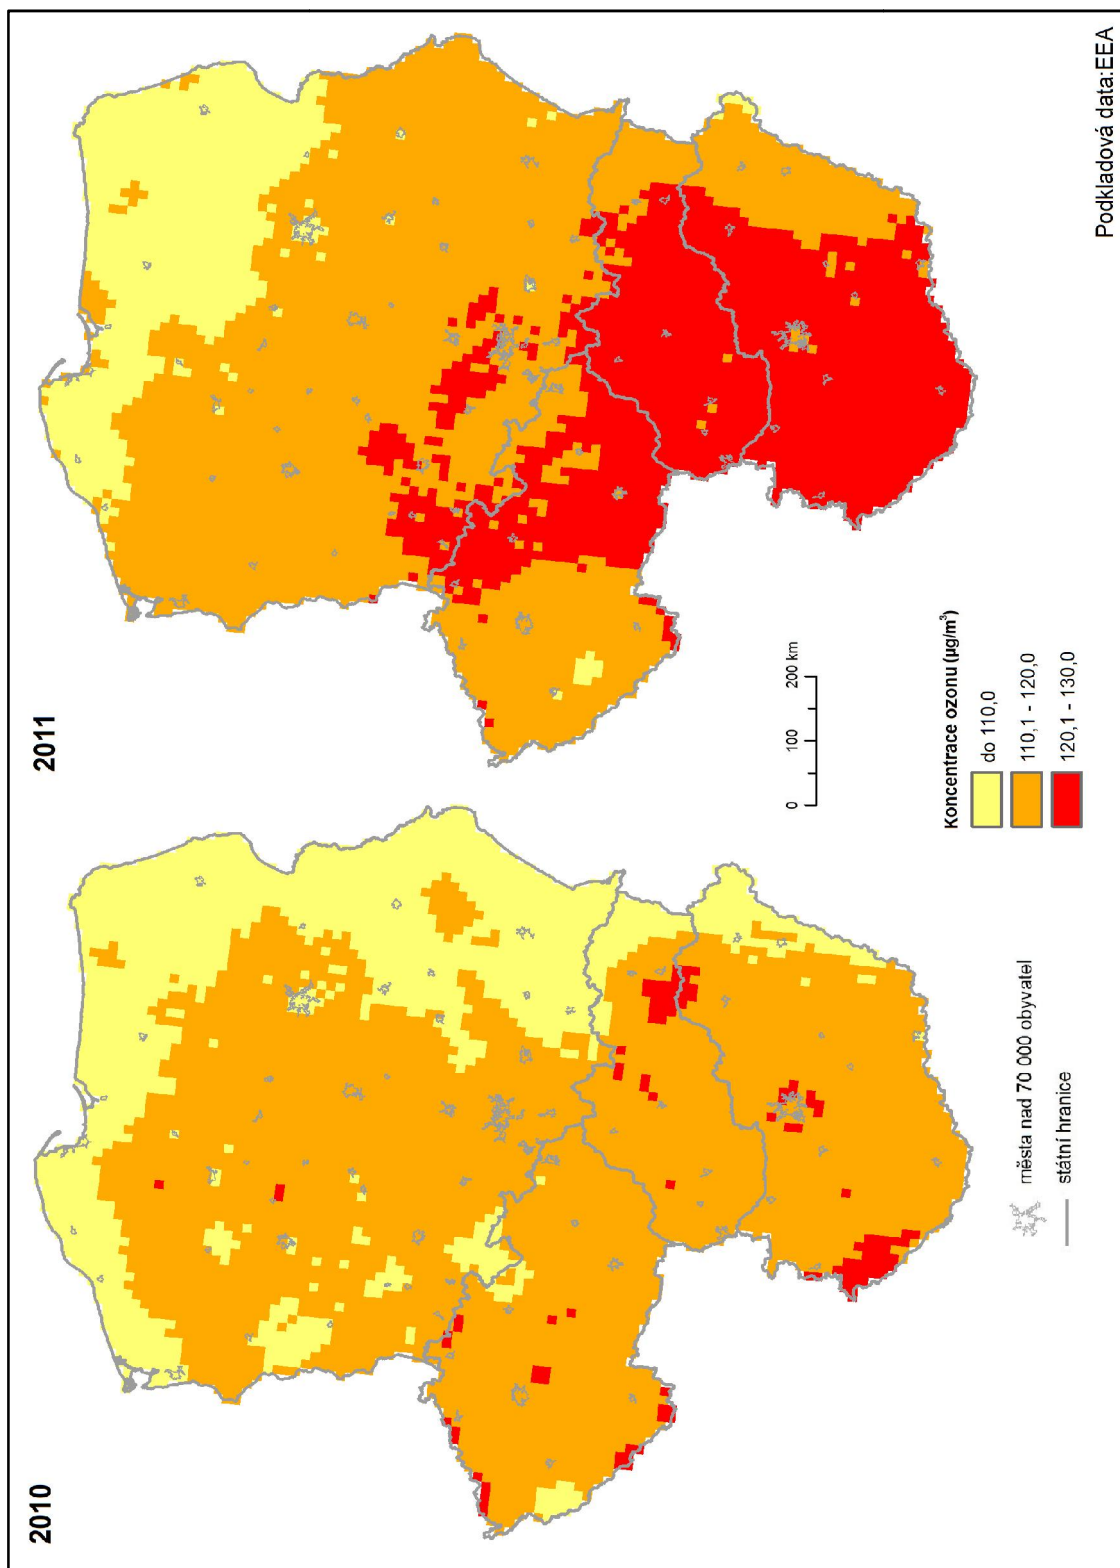 2010
2011
0 100 200 km
Koncentrace ozonu (µg/m³)
do 110,0
110,1 - 120,0
120,1 - 130,0
města nad 70 000 obyvatel
státní hranice
Podkladová data:EEA